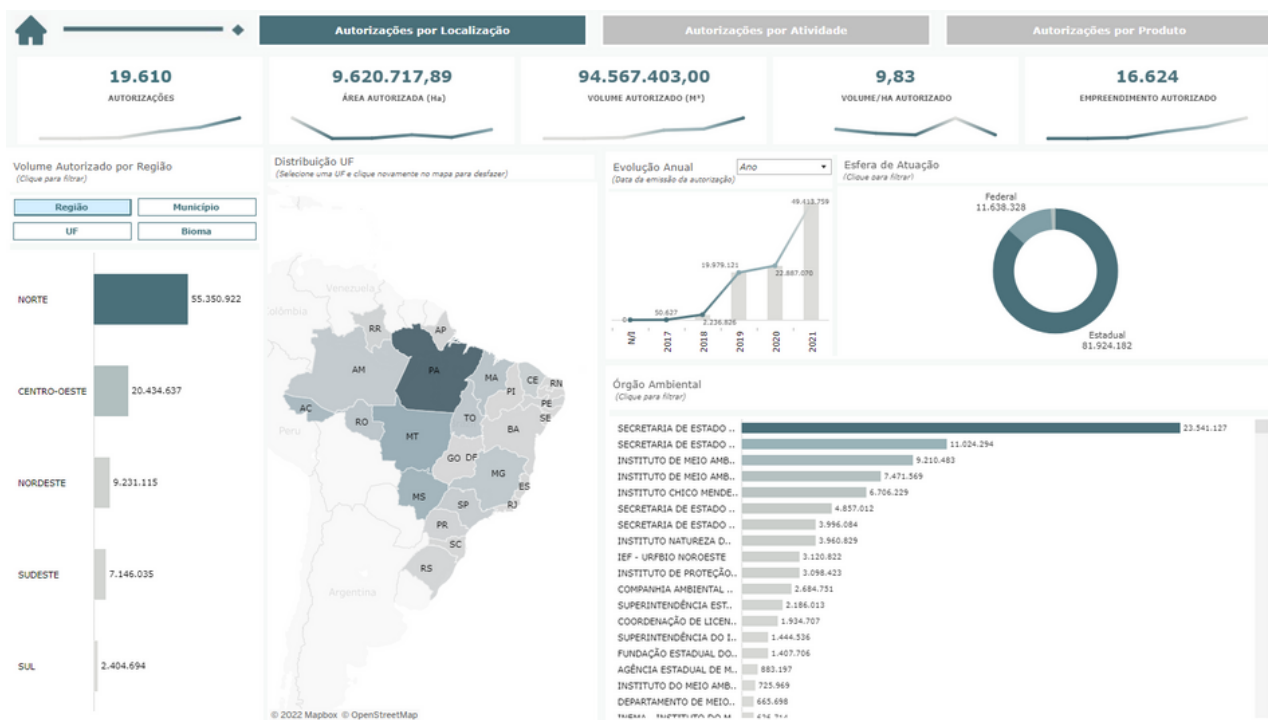 Autorizações por Localização
Autorizações por Atividade
Autorizações por Produto
19.610
AUTORIZAÇÕES
9.620.717,89
ÁREA AUTORIZADA (Ha)
94.567.403,00
VOLUME AUTORIZADO (M³)
9,83
VOLUME/HA AUTORIZADO
16.624
EMPREENDIMENTO AUTORIZADO
Volume Autorizado por Região
(Clique para filtrar)
Região
Município
UF
Bioma
NORTE
55.350.922
CENTRO-OESTE
20.434.637
NORDESTE
9.231.115
SUDESTE
7.146.035
SUL
2.404.694
Distribuição UF
(Selecione uma UF e clique novamente no mapa para desfazer)
Venezuela
Colômbia
RR
AP
AM
PA
MA
CE
RN
PI
PE
AC
SE
RO
TO
Peru
MT
BA
GO
DF
MG
ES
MS
SP
RJ
PR
SC
RS
Argentina
© 2022 Mapbox © OpenStreetMap
Evolução Anual
Ano
(Data da emissão da autorização)
49.413.759
19.979.121
22.887.070
50.627
2.236.826
0
N/I
2017
2018
2019
2020
2021
Esfera de Atuação
(Clique para filtrar)
Federal
11.638.328
Estadual
81.924.182
Órgão Ambiental
(Clique para filtrar)
SECRETARIA DE ESTADO .. 23.541.127
SECRETARIA DE ESTADO .. 11.024.294
INSTITUTO DE MEIO AMB.. 9.210.483
INSTITUTO DE MEIO AMB.. 7.471.569
INSTITUTO CHICO MENDE.. 6.706.229
SECRETARIA DE ESTADO .. 4.857.012
SECRETARIA DE ESTADO .. 3.996.084
INSTITUTO NATUREZA D.. 3.960.829
IEF - URFBIO NOROESTE 3.120.822
INSTITUTO DE PROTEÇÃO.. 3.098.423
COMPANHIA AMBIENTAL .. 2.684.751
SUPERINTENDÊNCIA EST.. 2.186.013
COORDENAÇÃO DE LICEN.. 1.934.707
SUPERINTENDÊNCIA DO I.. 1.444.536
FUNDAÇÃO ESTADUAL DO.. 1.407.706
AGÊNCIA ESTADUAL DE M.. 883.197
INSTITUTO DO MEIO AMB.. 725.969
DEPARTAMENTO DE MEIO.. 665.698